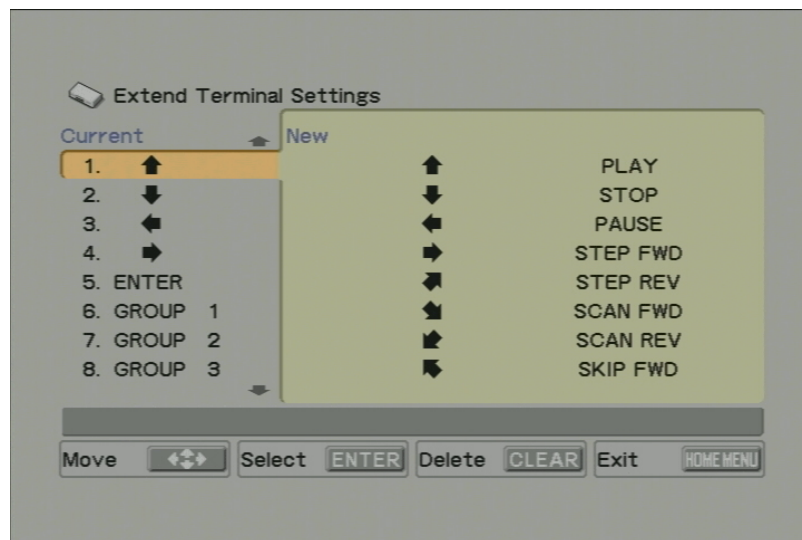 Extend Terminal Settings
Current New
1. ⬆ ⬆ PLAY
2. ⬇ ⬇ STOP
3. ⬅ ⬅ PAUSE
4. ➡ ➡ STEP FWD
5. ENTER ⬈ STEP REV
6. GROUP 1 ⬊ SCAN FWD
7. GROUP 2 ⬋ SCAN REV
8. GROUP 3 ⬉ SKIP FWD
Move Select ENTER Delete CLEAR Exit HOME MENU